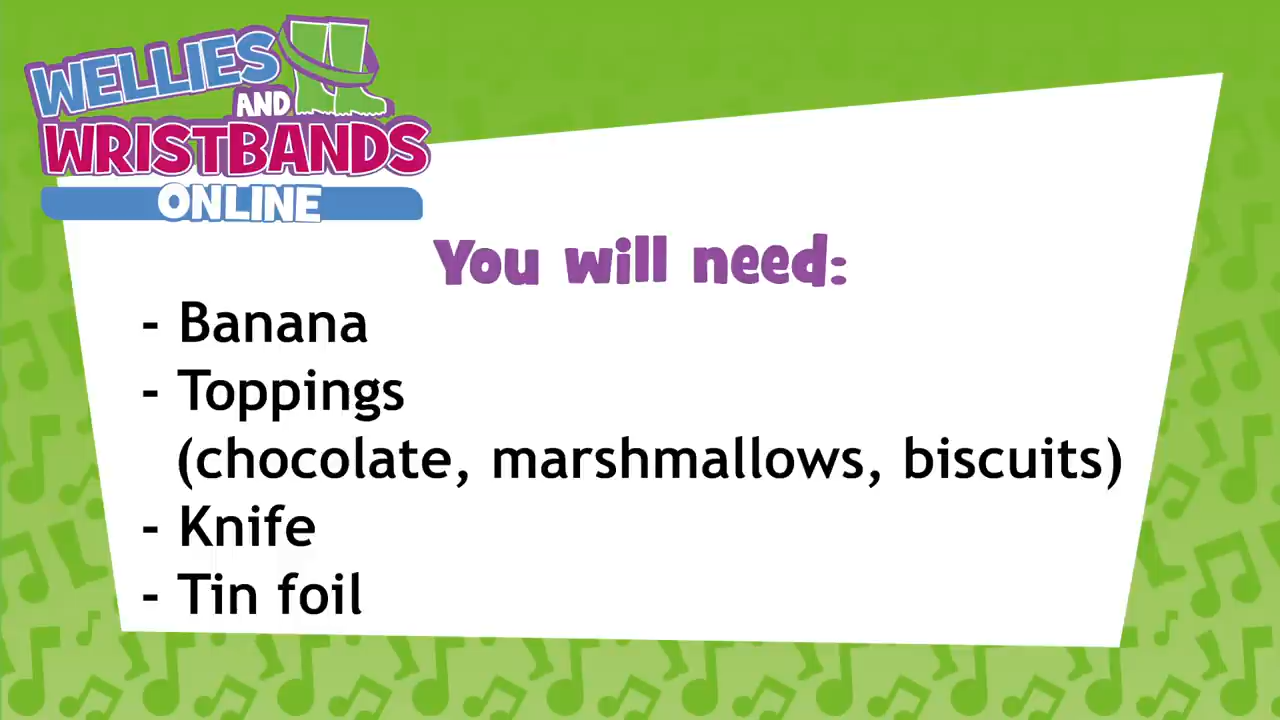 WELLIES
AND
WRISTBANDS
ONLINE
You will need:
- Banana
- Toppings
(chocolate, marshmallows, biscuits)
- Knife
- Tin foil